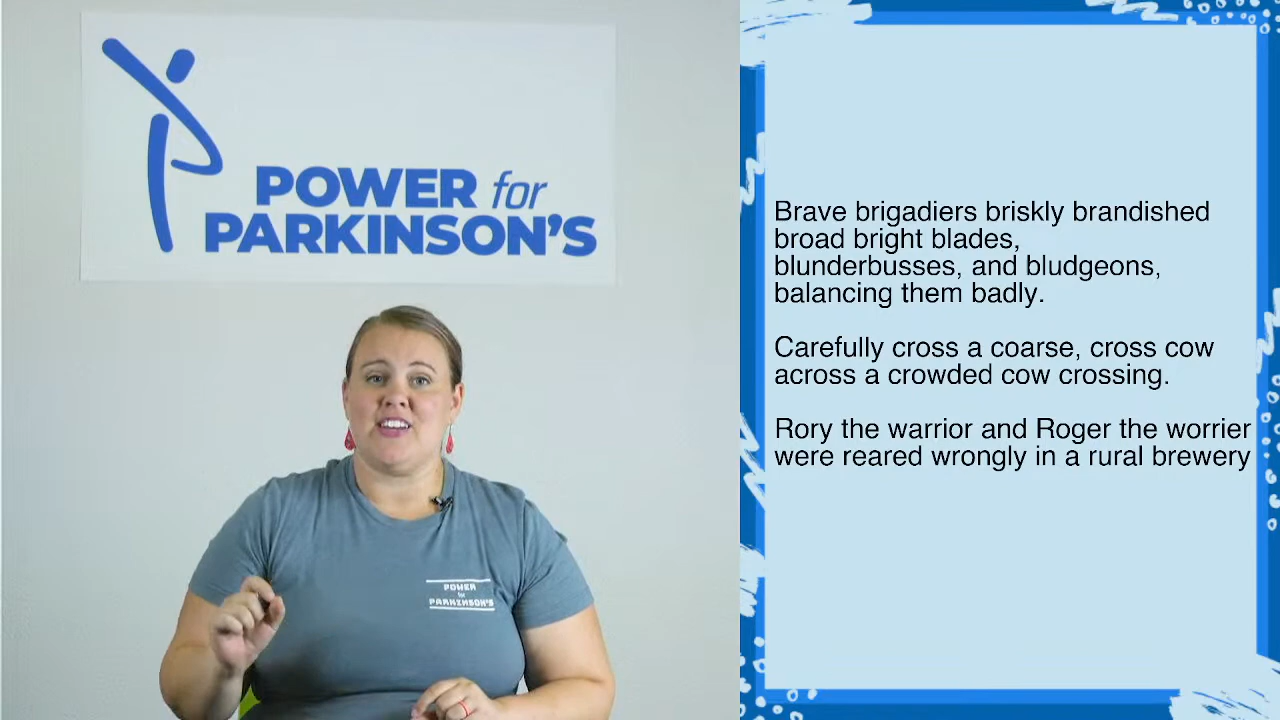 POWER for
PARKINSON'S
POWER
for
PARKINSON'S
Brave brigadiers briskly brandished
broad bright blades,
blunderbusses, and bludgeons,
balancing them badly.
Carefully cross a coarse, cross cow
across a crowded cow crossing.
Rory the warrior and Roger the worrier
were reared wrongly in a rural brewery